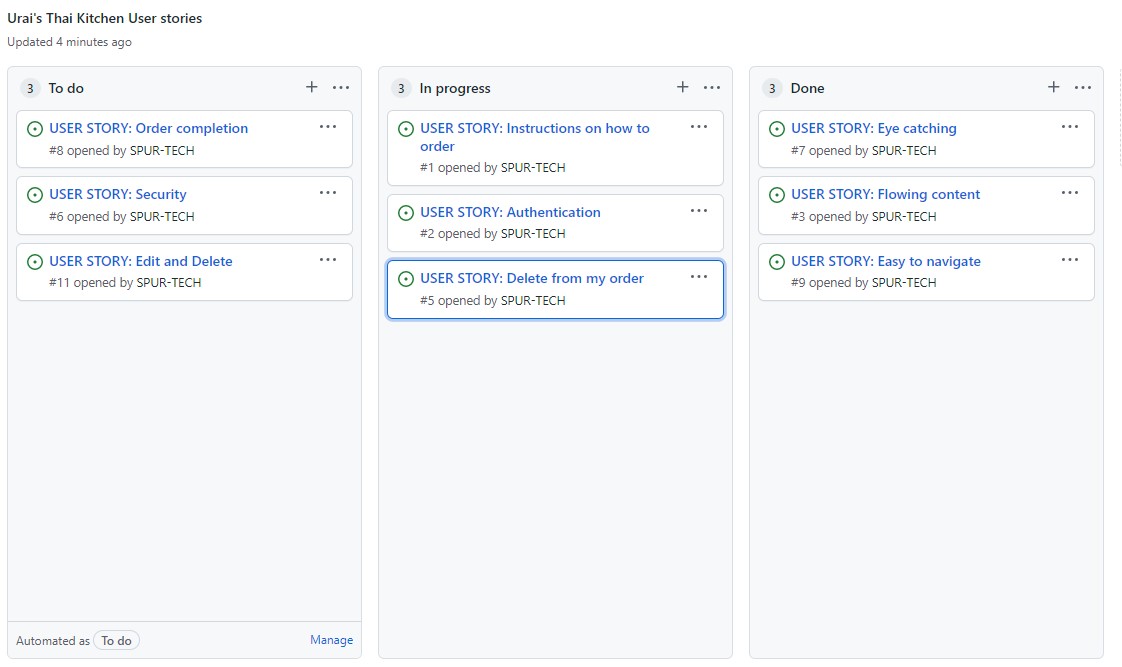 Urai's Thai Kitchen User stories
Updated 4 minutes ago
3 To do
USER STORY: Order completion
#8 opened by SPUR-TECH
USER STORY: Security
#6 opened by SPUR-TECH
USER STORY: Edit and Delete
#11 opened by SPUR-TECH
Automated as To do
Manage
3 In progress
USER STORY: Instructions on how to
order
#1 opened by SPUR-TECH
USER STORY: Authentication
#2 opened by SPUR-TECH
USER STORY: Delete from my order
#5 opened by SPUR-TECH
3 Done
USER STORY: Eye catching
#7 opened by SPUR-TECH
USER STORY: Flowing content
#3 opened by SPUR-TECH
USER STORY: Easy to navigate
#9 opened by SPUR-TECH